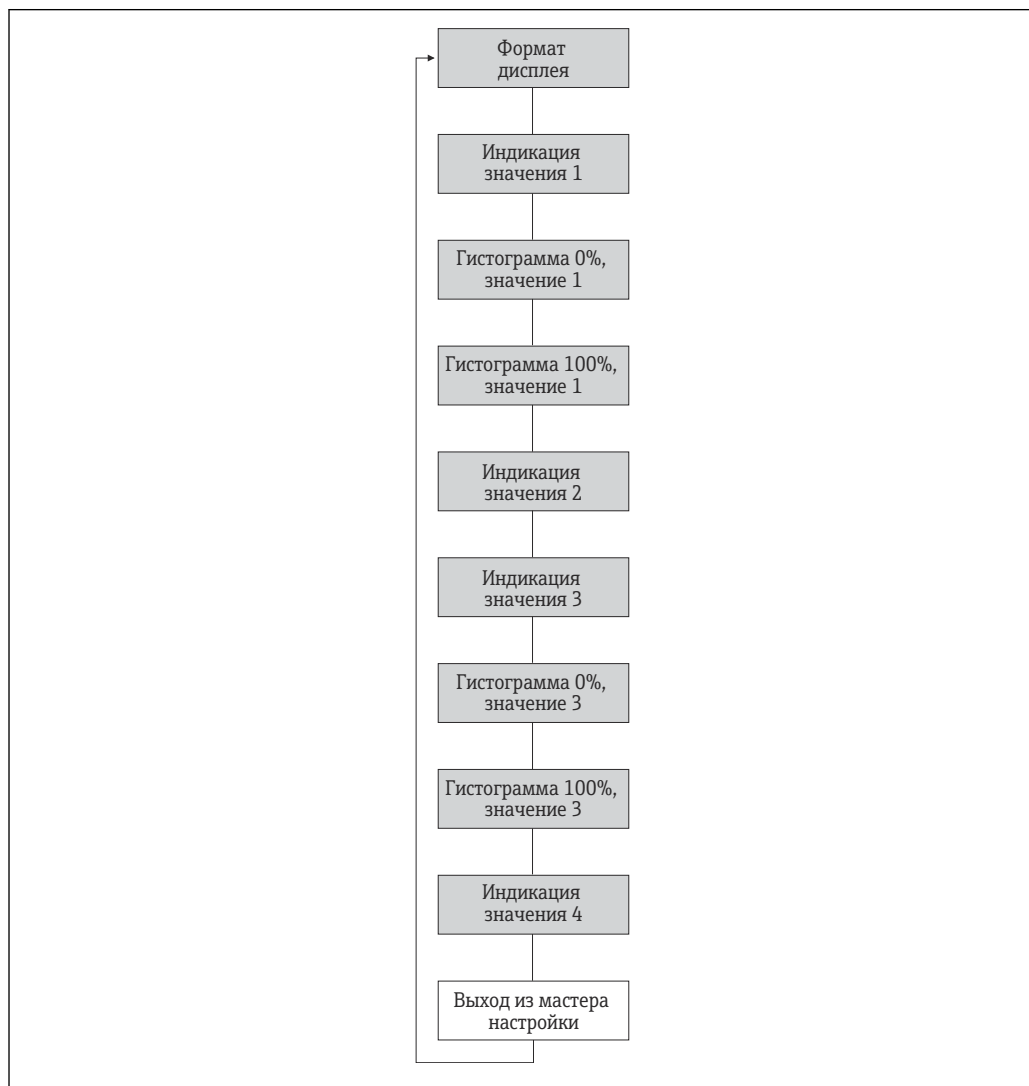 Формат
дисплея
Индикация
значения 1
Гистограмма 0%,
значение 1
Гистограмма 100%,
значение 1
Индикация
значения 2
Индикация
значения 3
Гистограмма 0%,
значение 3
Гистограмма 100%,
значение 3
Индикация
значения 4
Выход из мастера
настройки